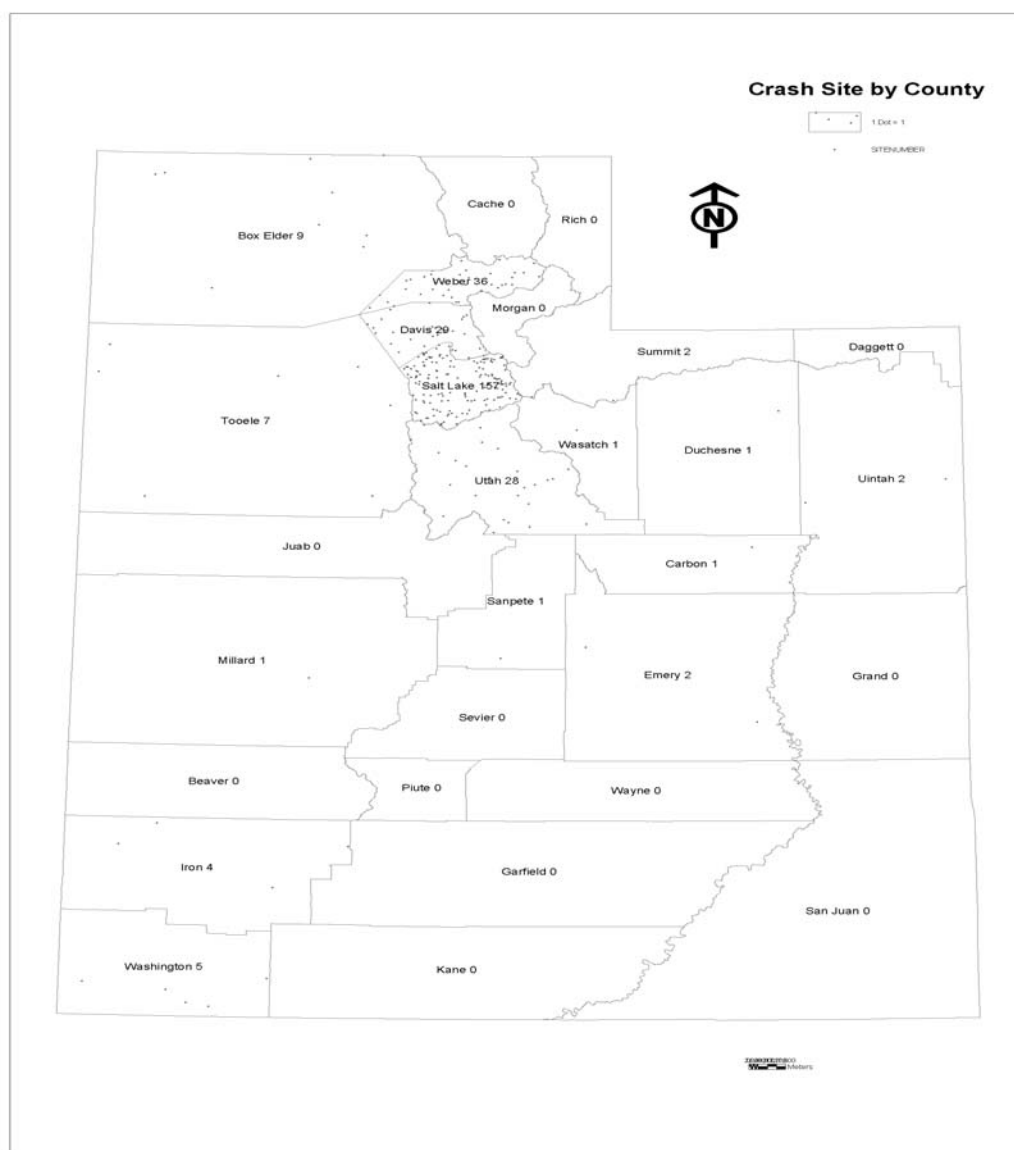 Crash Site by County
1 Dot = 1
SITENUMBER
N
Cache 0
Rich 0
Box Elder 9
Weber 36
Morgan 0
Davis 29
Summit 2
Daggett 0
Salt Lake 157
Tooele 7
Wasatch 1
Duchesne 1
Utah 28
Uintah 2
Juab 0
Carbon 1
Sanpete 1
Millard 1
Emery 2
Grand 0
Sevier 0
Beaver 0
Piute 0
Wayne 0
Iron 4
Garfield 0
San Juan 0
Washington 5
Kane 0
Meters